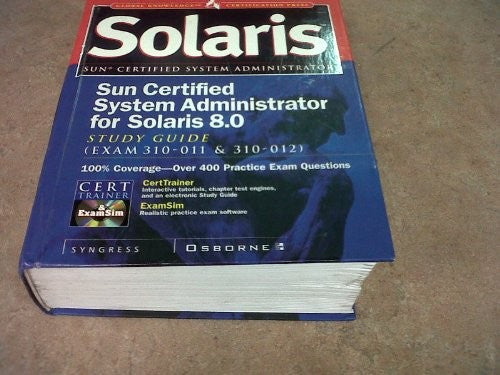 GLOBAL KNOWLEDGE™ CERTIFICATION PRESS
Solaris
SUN® CERTIFIED SYSTEM ADMINISTRATOR
Sun Certified
System Administrator
for Solaris 8.0
STUDY GUIDE
(EXAM 310-011 & 310-012)
100% Coverage—Over 400 Practice Exam Questions
CERT
TRAINER
& ExamSim
CertTrainer
Interactive tutorials, chapter test engines,
and an electronic Study Guide
ExamSim
Realistic practice exam software
SYNGRESS
OSBORNE